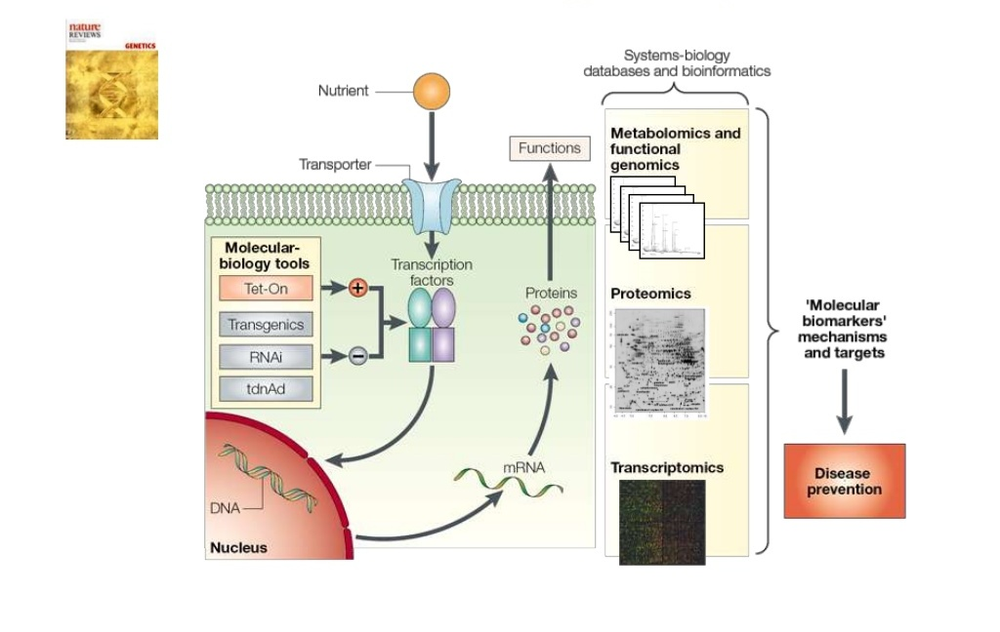 nature
REVIEWS
GENETICS
Systems-biology
databases and bioinformatics
Nutrient
Functions
Metabolomics and
functional
genomics
Transporter
Molecular-
biology tools
Tet-On
Transgenics
RNAi
tdnAd
+
−
Transcription
factors
Proteins
Proteomics
'Molecular
biomarkers'
mechanisms
and targets
mRNA
Transcriptomics
Disease
prevention
DNA
Nucleus